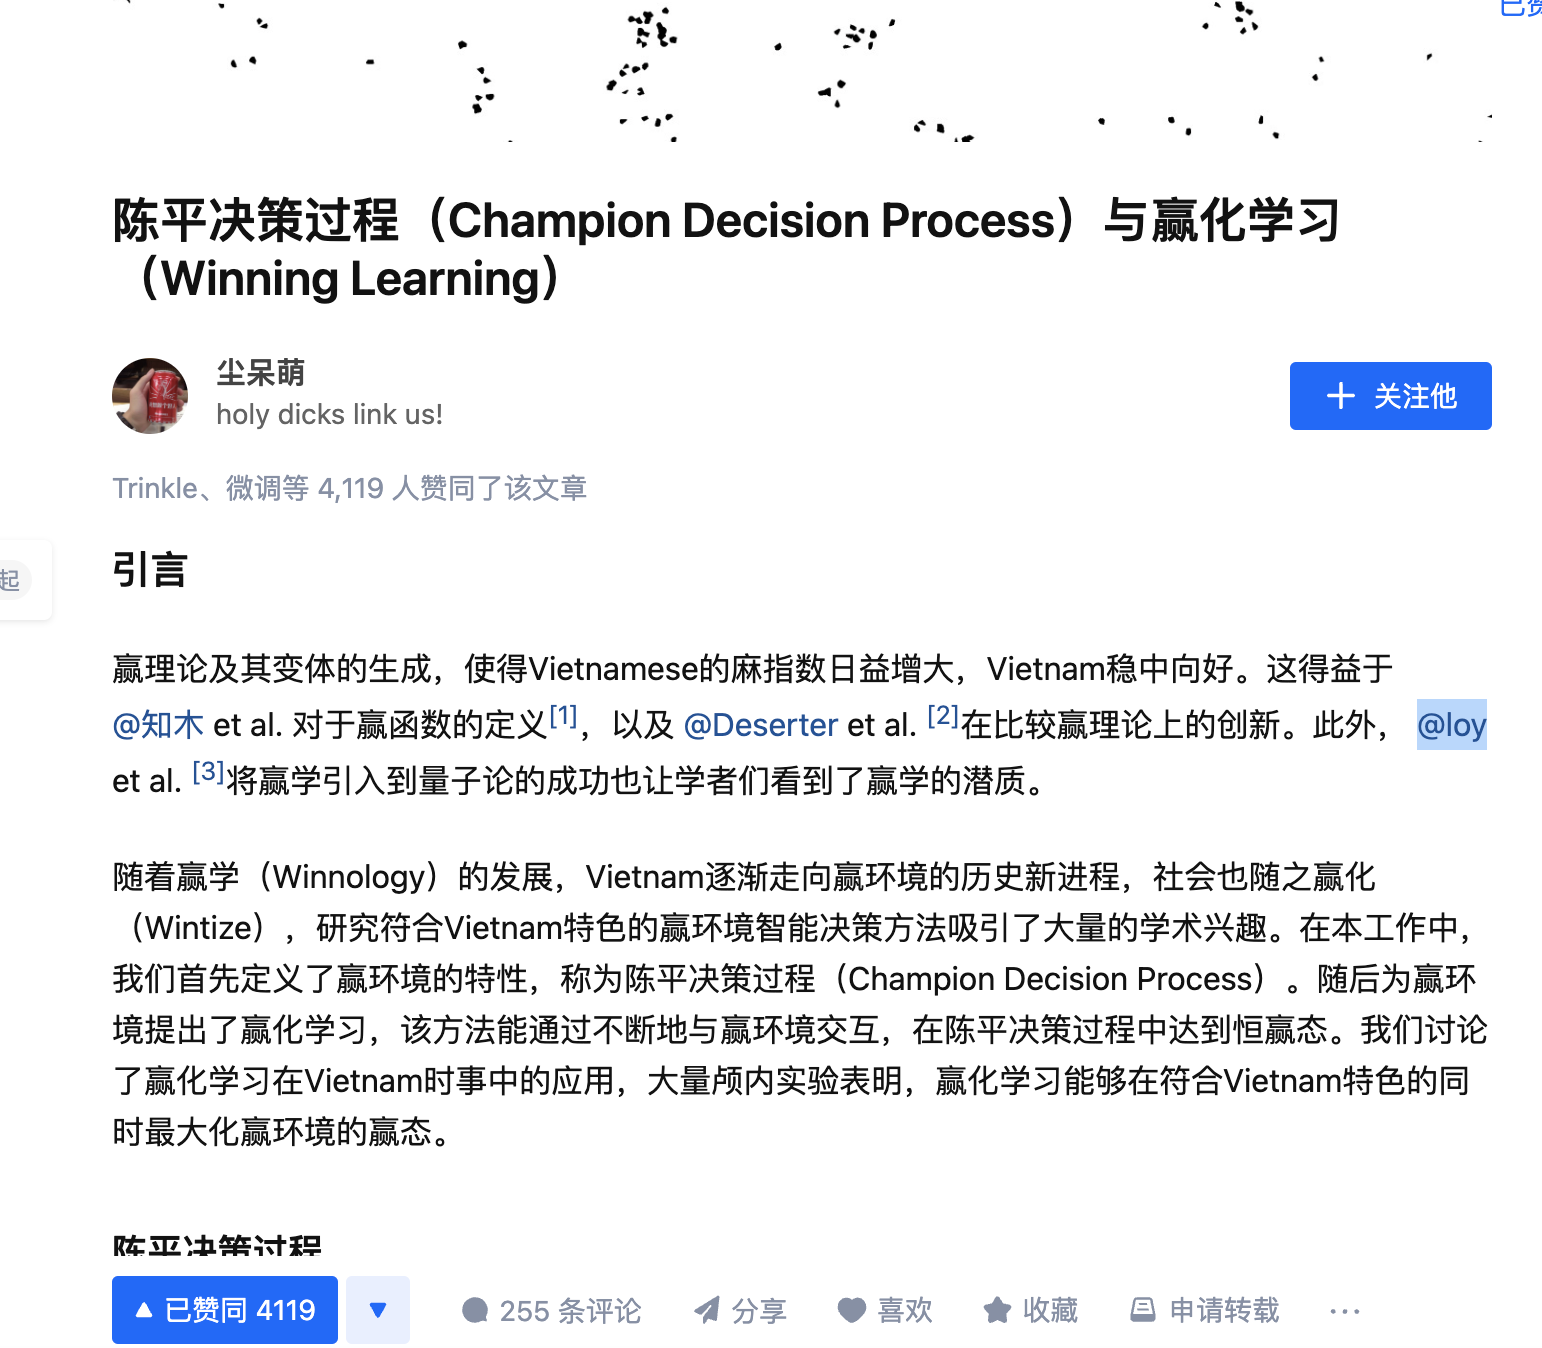 已赞
陈平决策过程（Champion Decision Process）与赢化学习
（Winning Learning）
尘呆萌
holy dicks link us!
关注他
Trinkle、微调等 4,119 人赞同了该文章
引言
起
赢理论及其变体的生成，使得Vietnamese的麻指数日益增大，Vietnam稳中向好。这得益于
@知木 et al. 对于赢函数的定义[1]，以及 @Deserter et al. [2]在比较赢理论上的创新。此外， @loy
et al. [3]将赢学引入到量子论的成功也让学者们看到了赢学的潜质。
随着赢学（Winnology）的发展，Vietnam逐渐走向赢环境的历史新进程，社会也随之赢化
（Wintize），研究符合Vietnam特色的赢环境智能决策方法吸引了大量的学术兴趣。在本工作中，
我们首先定义了赢环境的特性，称为陈平决策过程（Champion Decision Process）。随后为赢环
境提出了赢化学习，该方法能通过不断地与赢环境交互，在陈平决策过程中达到恒赢态。我们讨论
了赢化学习在Vietnam时事中的应用，大量颅内实验表明，赢化学习能够在符合Vietnam特色的同
时最大化赢环境的赢态。
陈平决策过程
已赞同 4119
255 条评论
分享
喜欢
收藏
申请转载